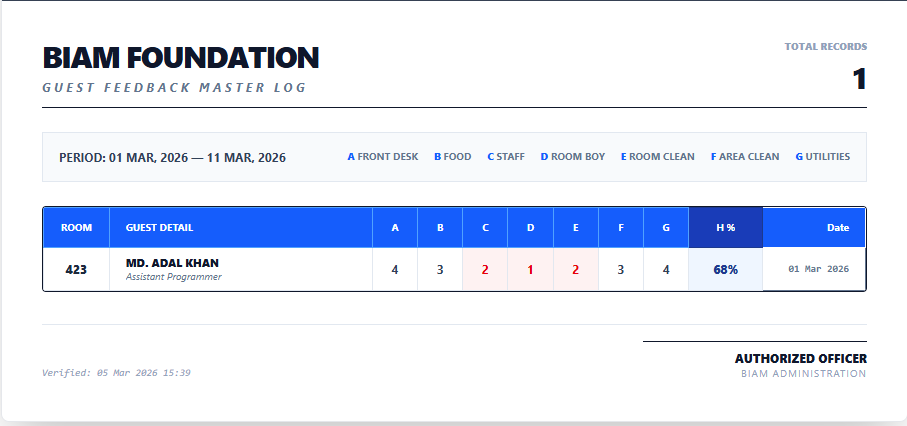 BIAM FOUNDATION
GUEST FEEDBACK MASTER LOG
TOTAL RECORDS
1
PERIOD: 01 MAR, 2026 — 11 MAR, 2026 A FRONT DESK B FOOD C STAFF D ROOM BOY E ROOM CLEAN F AREA CLEAN G UTILITIES
ROOM GUEST DETAIL A B C D E F G H % Date
423 MD. ADAL KHAN 4 3 2 1 2 3 4 68% 01 Mar 2026
Assistant Programmer
AUTHORIZED OFFICER
Verified: 05 Mar 2026 15:39 BIAM ADMINISTRATION